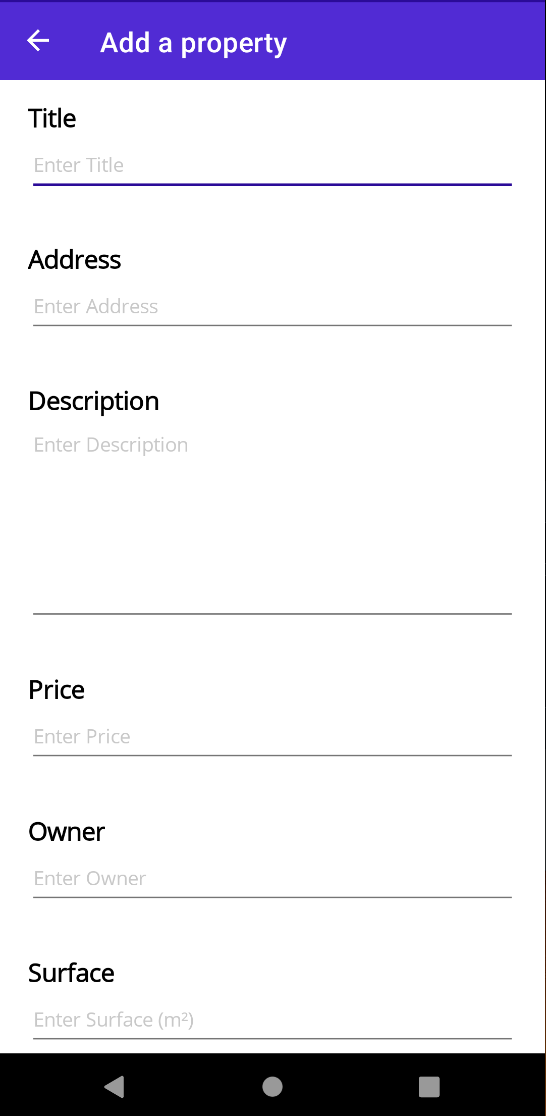 Add a property
Title
Enter Title
Address
Enter Address
Description
Enter Description
Price
Enter Price
Owner
Enter Owner
Surface
Enter Surface (m²)